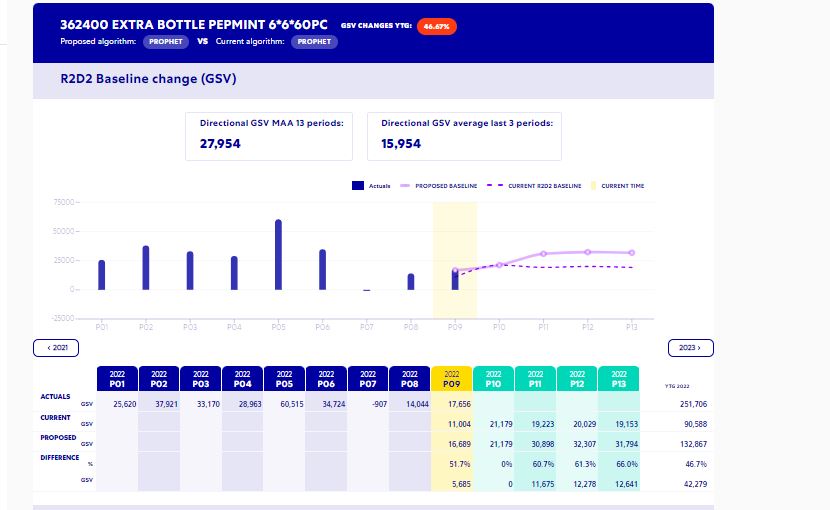 362400 EXTRA BOTTLE PEPMINT 6*6*60PC GSV CHANGES YTG: 46.67%
Proposed algorithm: PROPHET VS Current algorithm: PROPHET
R2D2 Baseline change (GSV)
Directional GSV MAA 13 periods: Directional GSV average last 3 periods:
27,954 15,954
Actuals PROPOSED BASELINE CURRENT R2D2 BASELINE CURRENT TIME
75000
50000
25000
0
-25000
P01 P02 P03 P04 P05 P06 P07 P08 P09 P10 P11 P12 P13
‹ 2021 2023 ›
2022 2022 2022 2022 2022 2022 2022 2022 2022 2022 2022 2022 2022
P01 P02 P03 P04 P05 P06 P07 P08 P09 P10 P11 P12 P13 YTG 2022
ACTUALS
GSV 25,620 37,921 33,170 28,963 60,515 34,724 -907 14,044 17,656 251,706
CURRENT
GSV 11,004 21,179 19,223 20,029 19,153 90,588
PROPOSED
GSV 16,689 21,179 30,898 32,307 31,794 132,867
DIFFERENCE
% 51.7% 0% 60.7% 61.3% 66.0% 46.7%
GSV 5,685 0 11,675 12,278 12,641 42,279